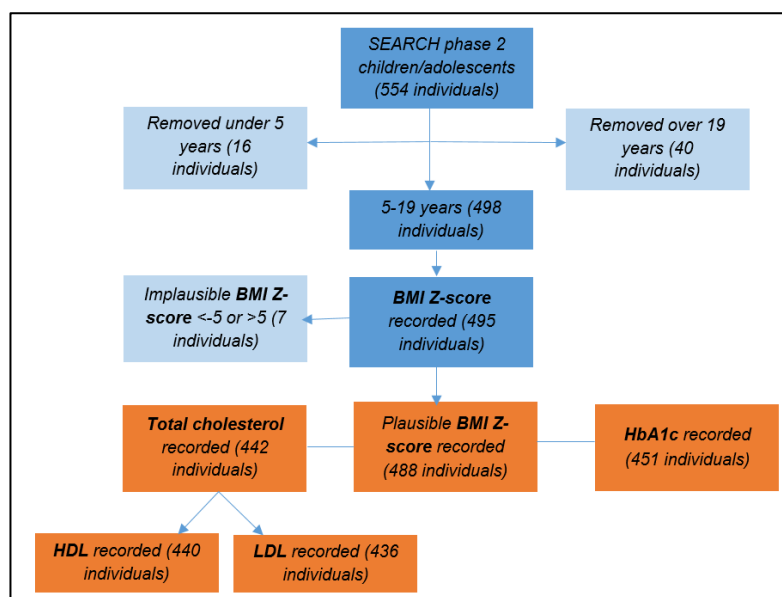 SEARCH phase 2
children/adolescents
(554 individuals)
Removed under 5
years (16
individuals)
Removed over 19
years (40
individuals)
5-19 years (498
individuals)
Implausible BMI Z-
score <-5 or >5 (7
individuals)
BMI Z-score
recorded (495
individuals)
Total cholesterol
recorded (442
individuals)
Plausible BMI Z-
score recorded
(488 individuals)
HbA1c recorded
(451 individuals)
HDL recorded (440
individuals)
LDL recorded (436
individuals)